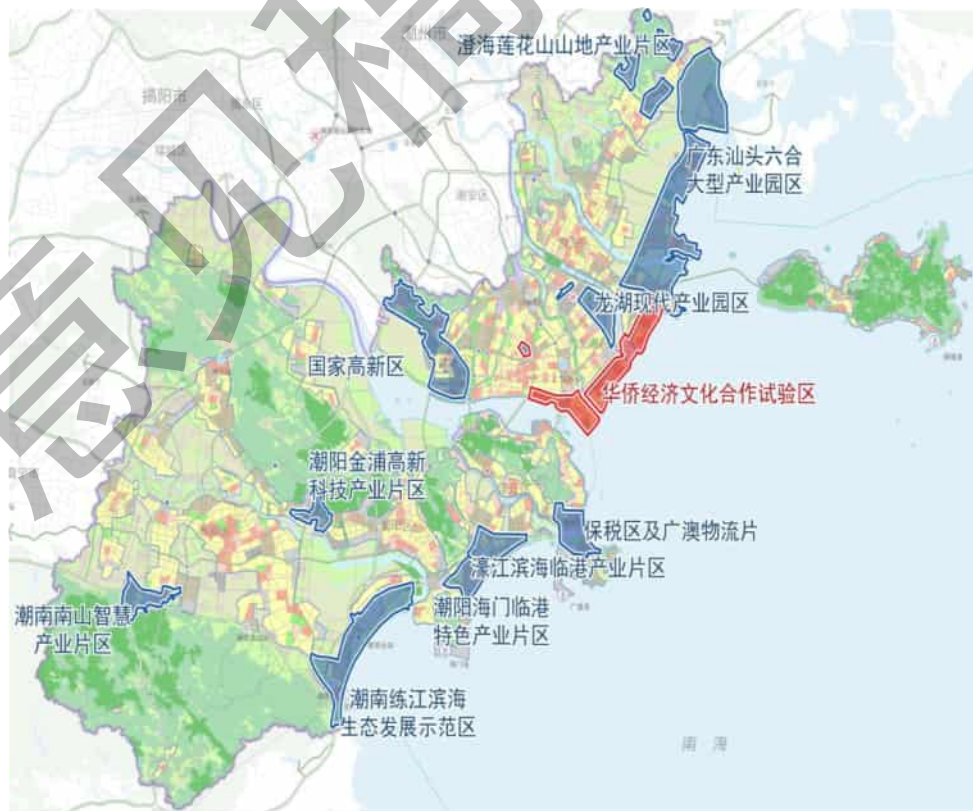 澄海莲花山山地产业片区
揭阳市
潮安区
广东汕头六合
大型产业园区
龙湖现代产业园区
国家高新区
华侨经济文化合作试验区
潮阳金浦高新
科技产业片区
保税区及广澳物流片
濠江滨海临港产业片区
潮南南山智慧
产业片区
潮阳海门临港
特色产业片区
潮南练江滨海
生态发展示范区
南海
意见稿